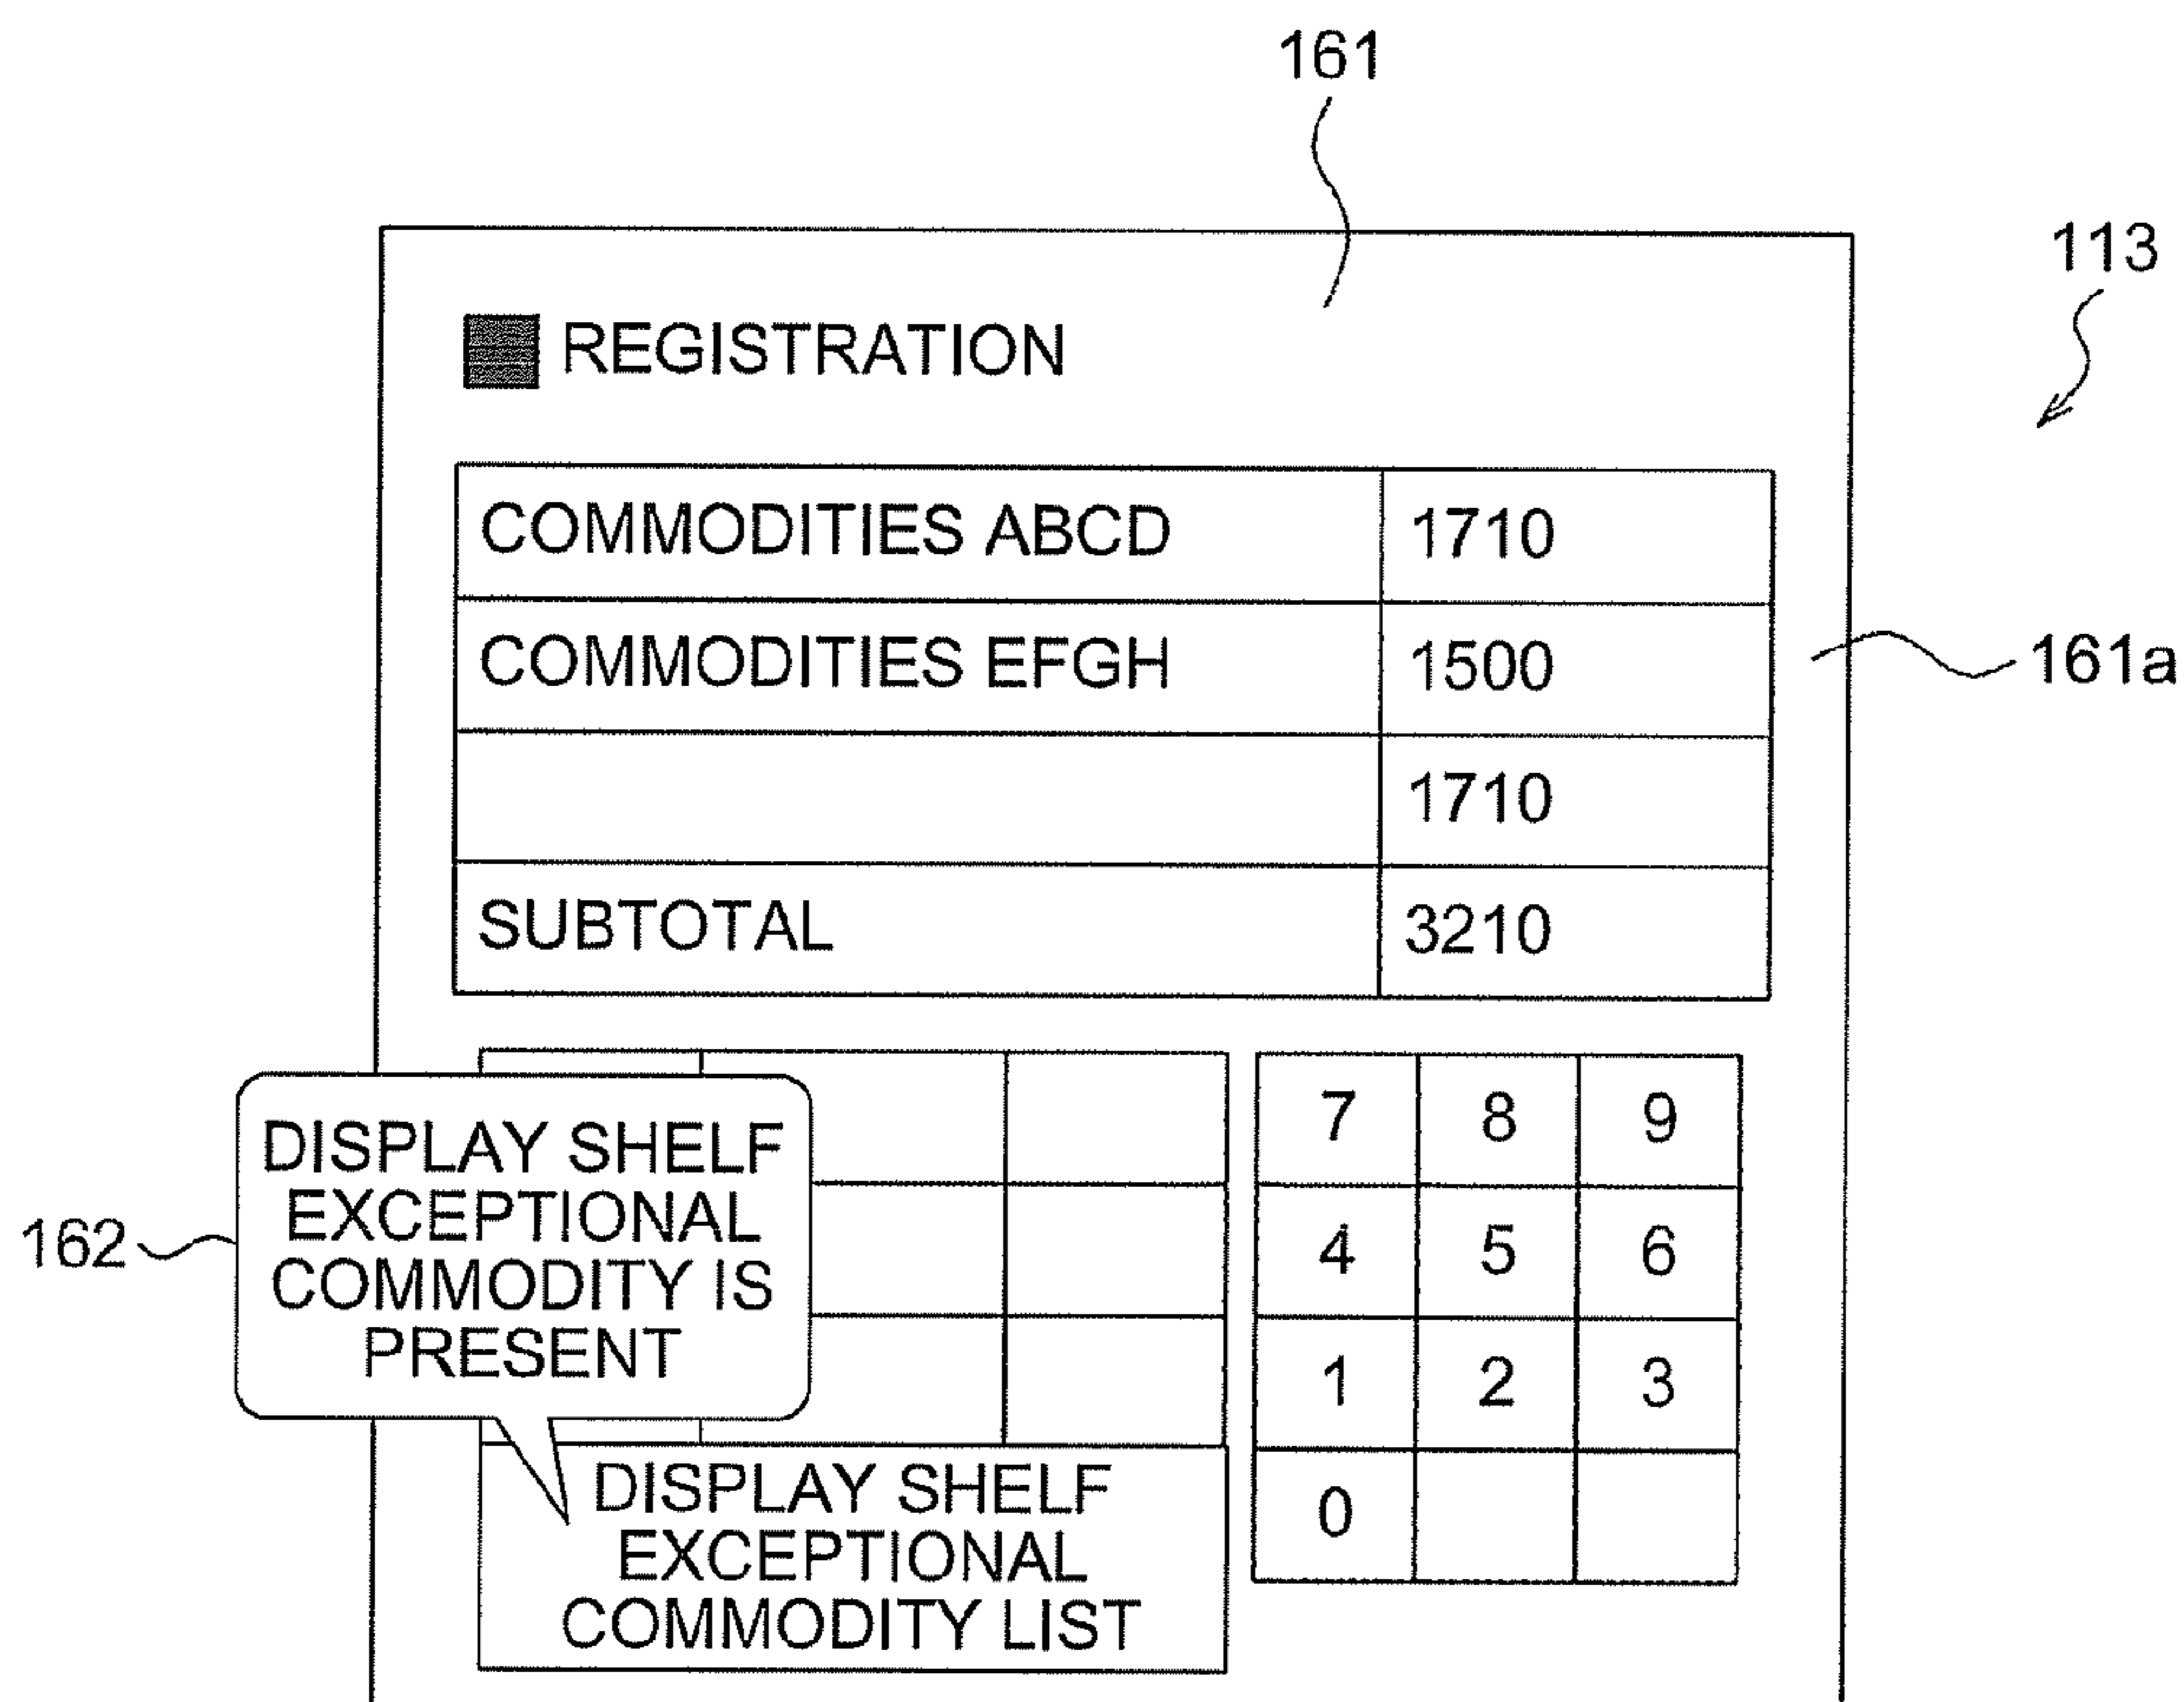 161
113
REGISTRATION
COMMODITIES ABCD 1710
COMMODITIES EFGH 1500
161a
1710
SUBTOTAL 3210
DISPLAY SHELF
EXCEPTIONAL
COMMODITY IS
PRESENT
162
7 8 9
4 5 6
1 2 3
0
DISPLAY SHELF
EXCEPTIONAL
COMMODITY LIST